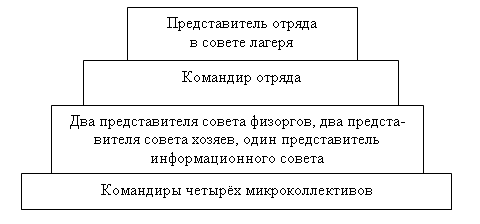 Представитель отряда
в совете лагеря
Командир отряда
Два представителя совета физоргов, два предста-
вителя совета хозяев, один представитель
информационного совета
Командиры четырёх микроколлективов